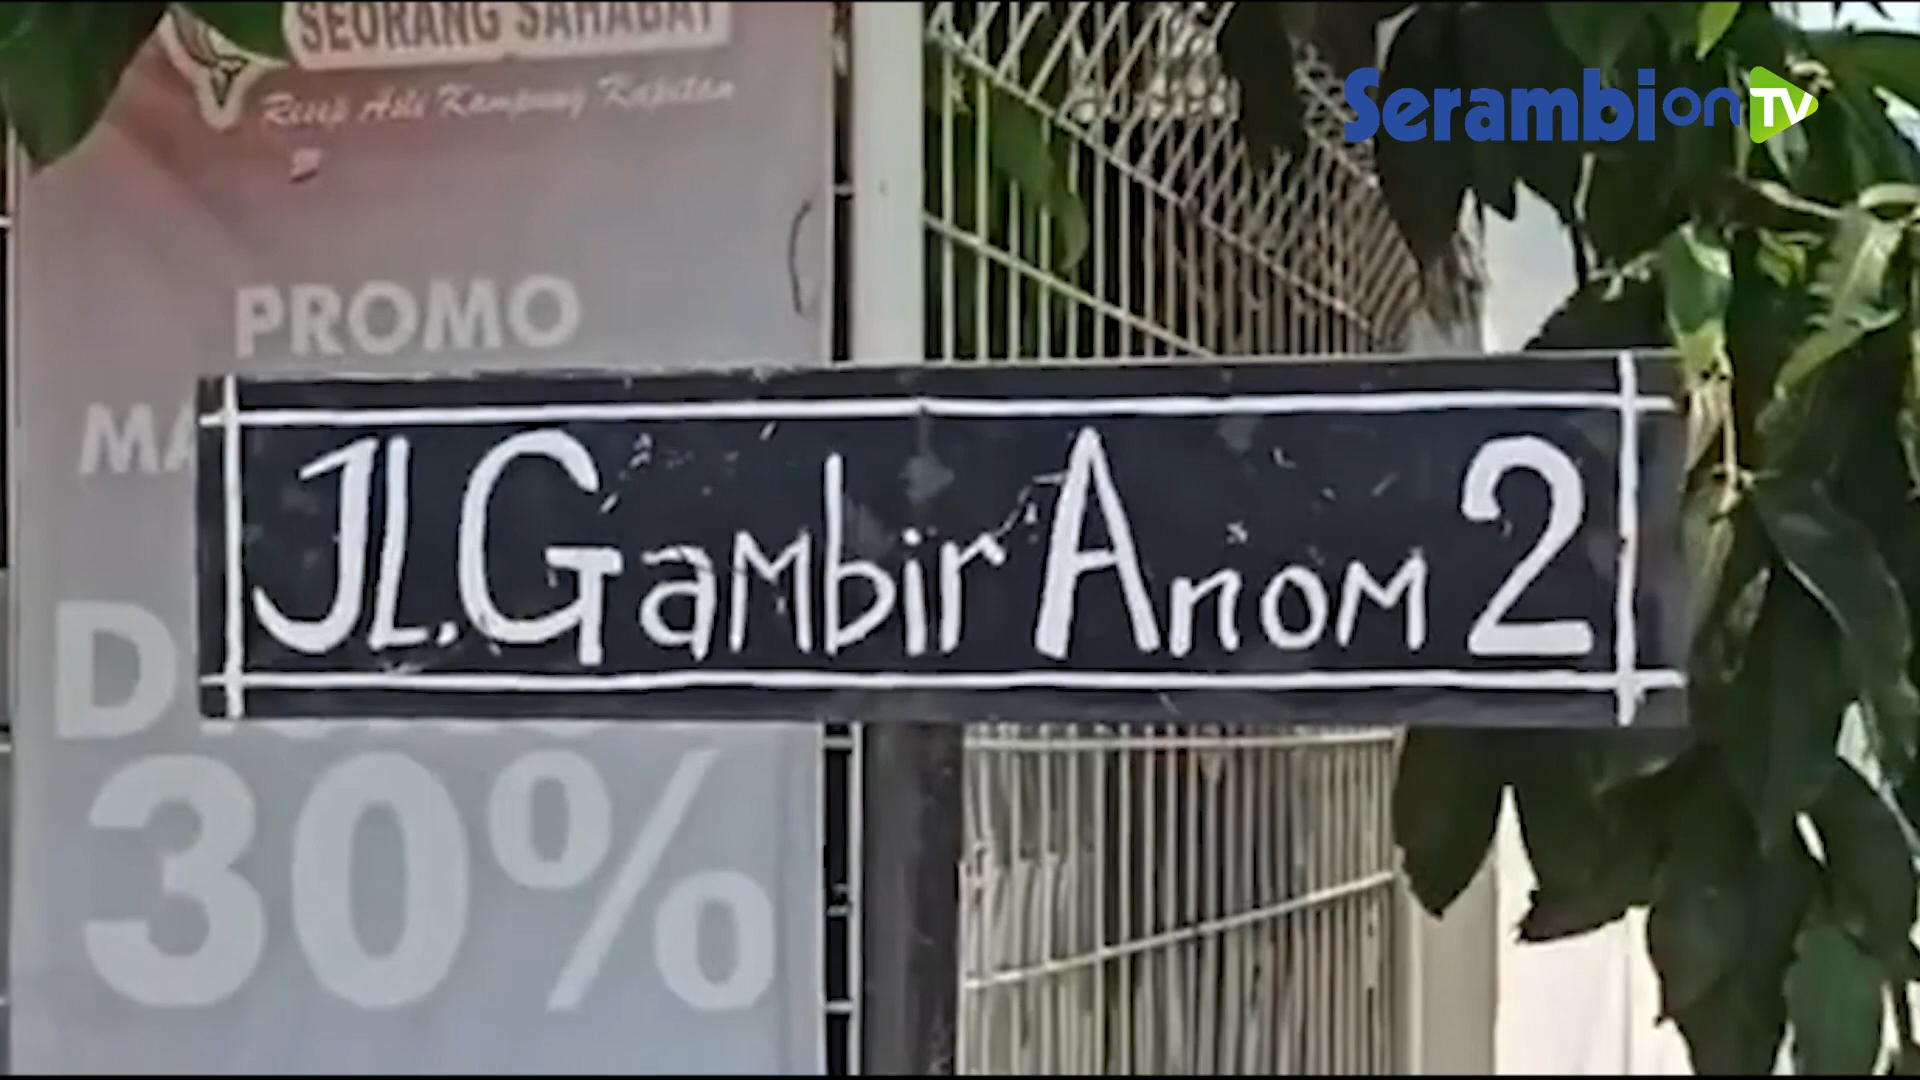 SEORANG SAHABAT
Resep Asli Kampung Kapitan
SerambionTV
PROMO
JL. Gambir Anom 2
30%